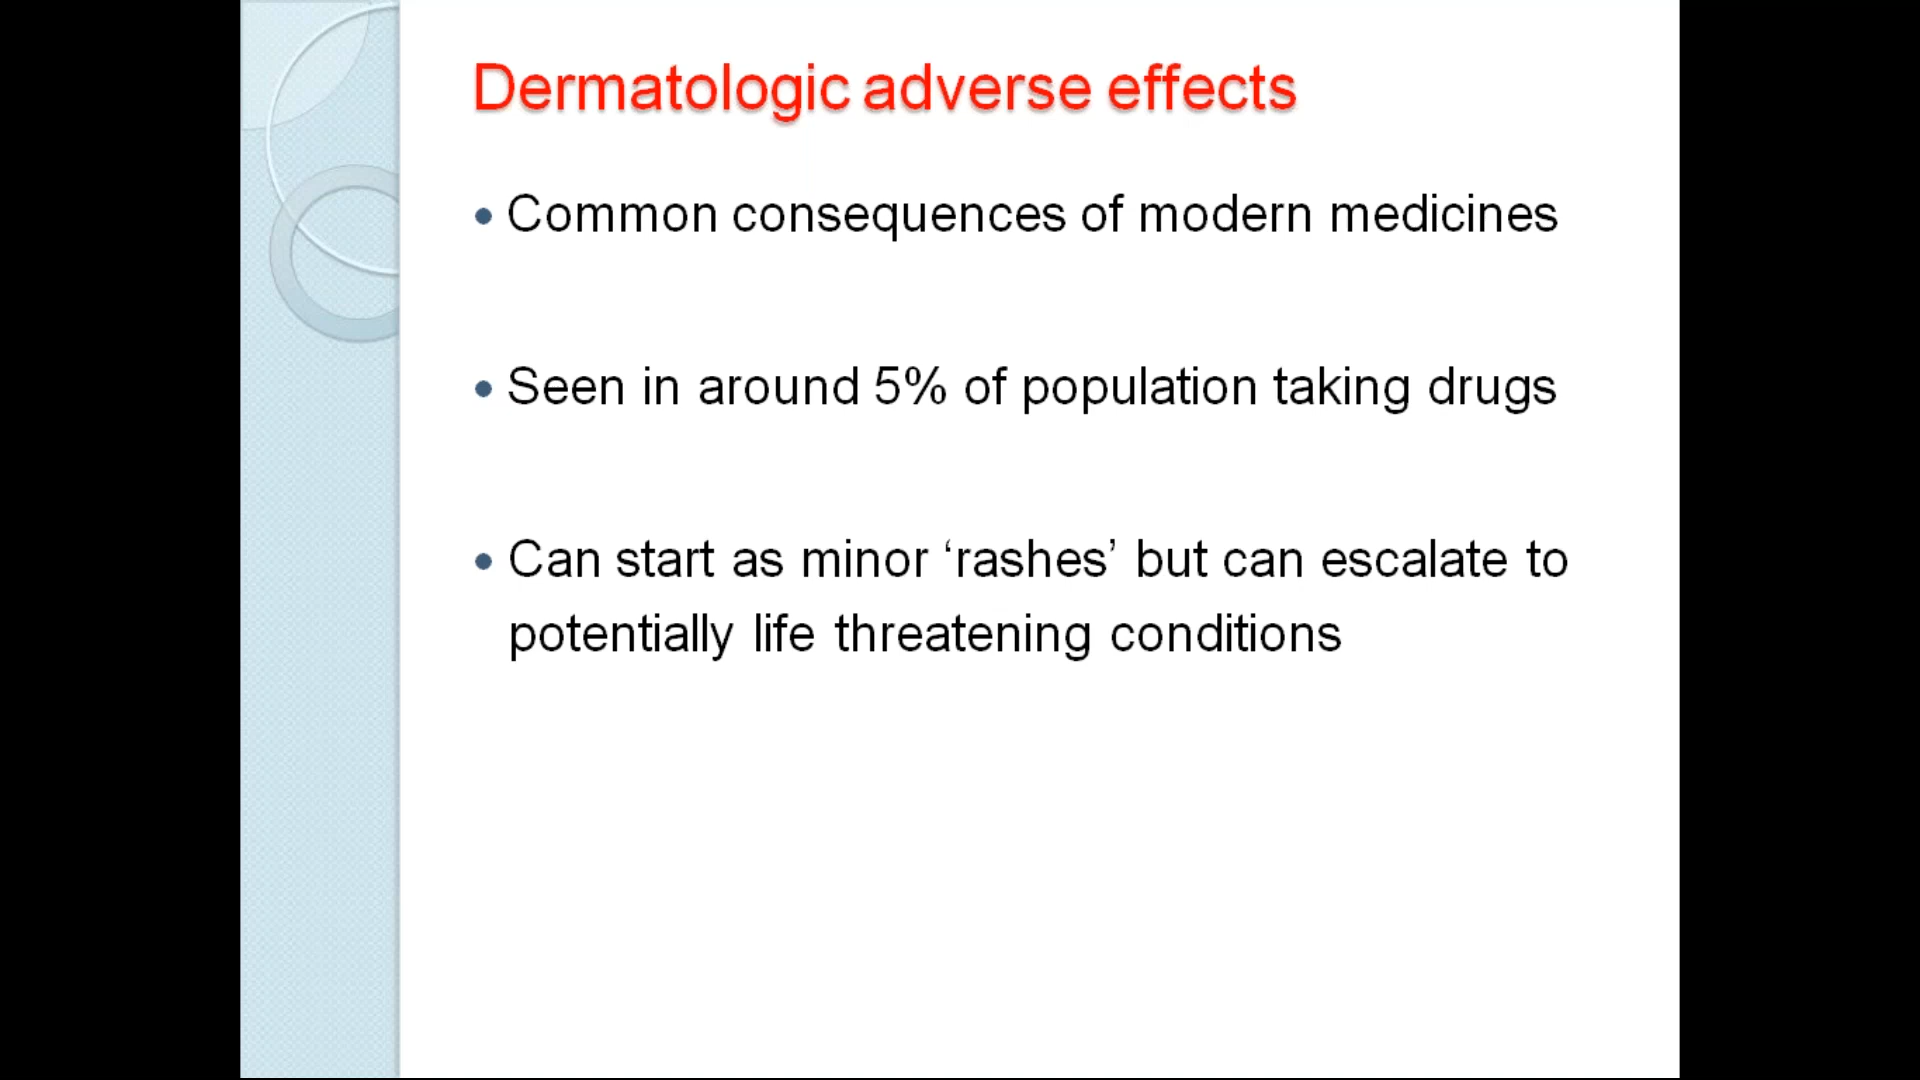 Dermatologic adverse effects
• Common consequences of modern medicines
• Seen in around 5% of population taking drugs
• Can start as minor ‘rashes’ but can escalate to
potentially life threatening conditions